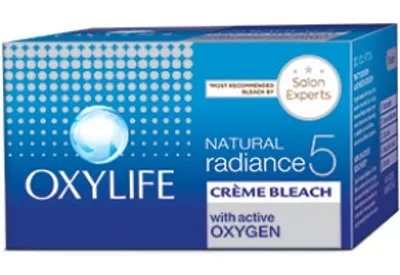 *MOST RECOMMENDED
BLEACH BY
Salon
Experts
NATURAL
radiance 5
OXYLIFE
CRÈME BLEACH
with active
OXYGEN